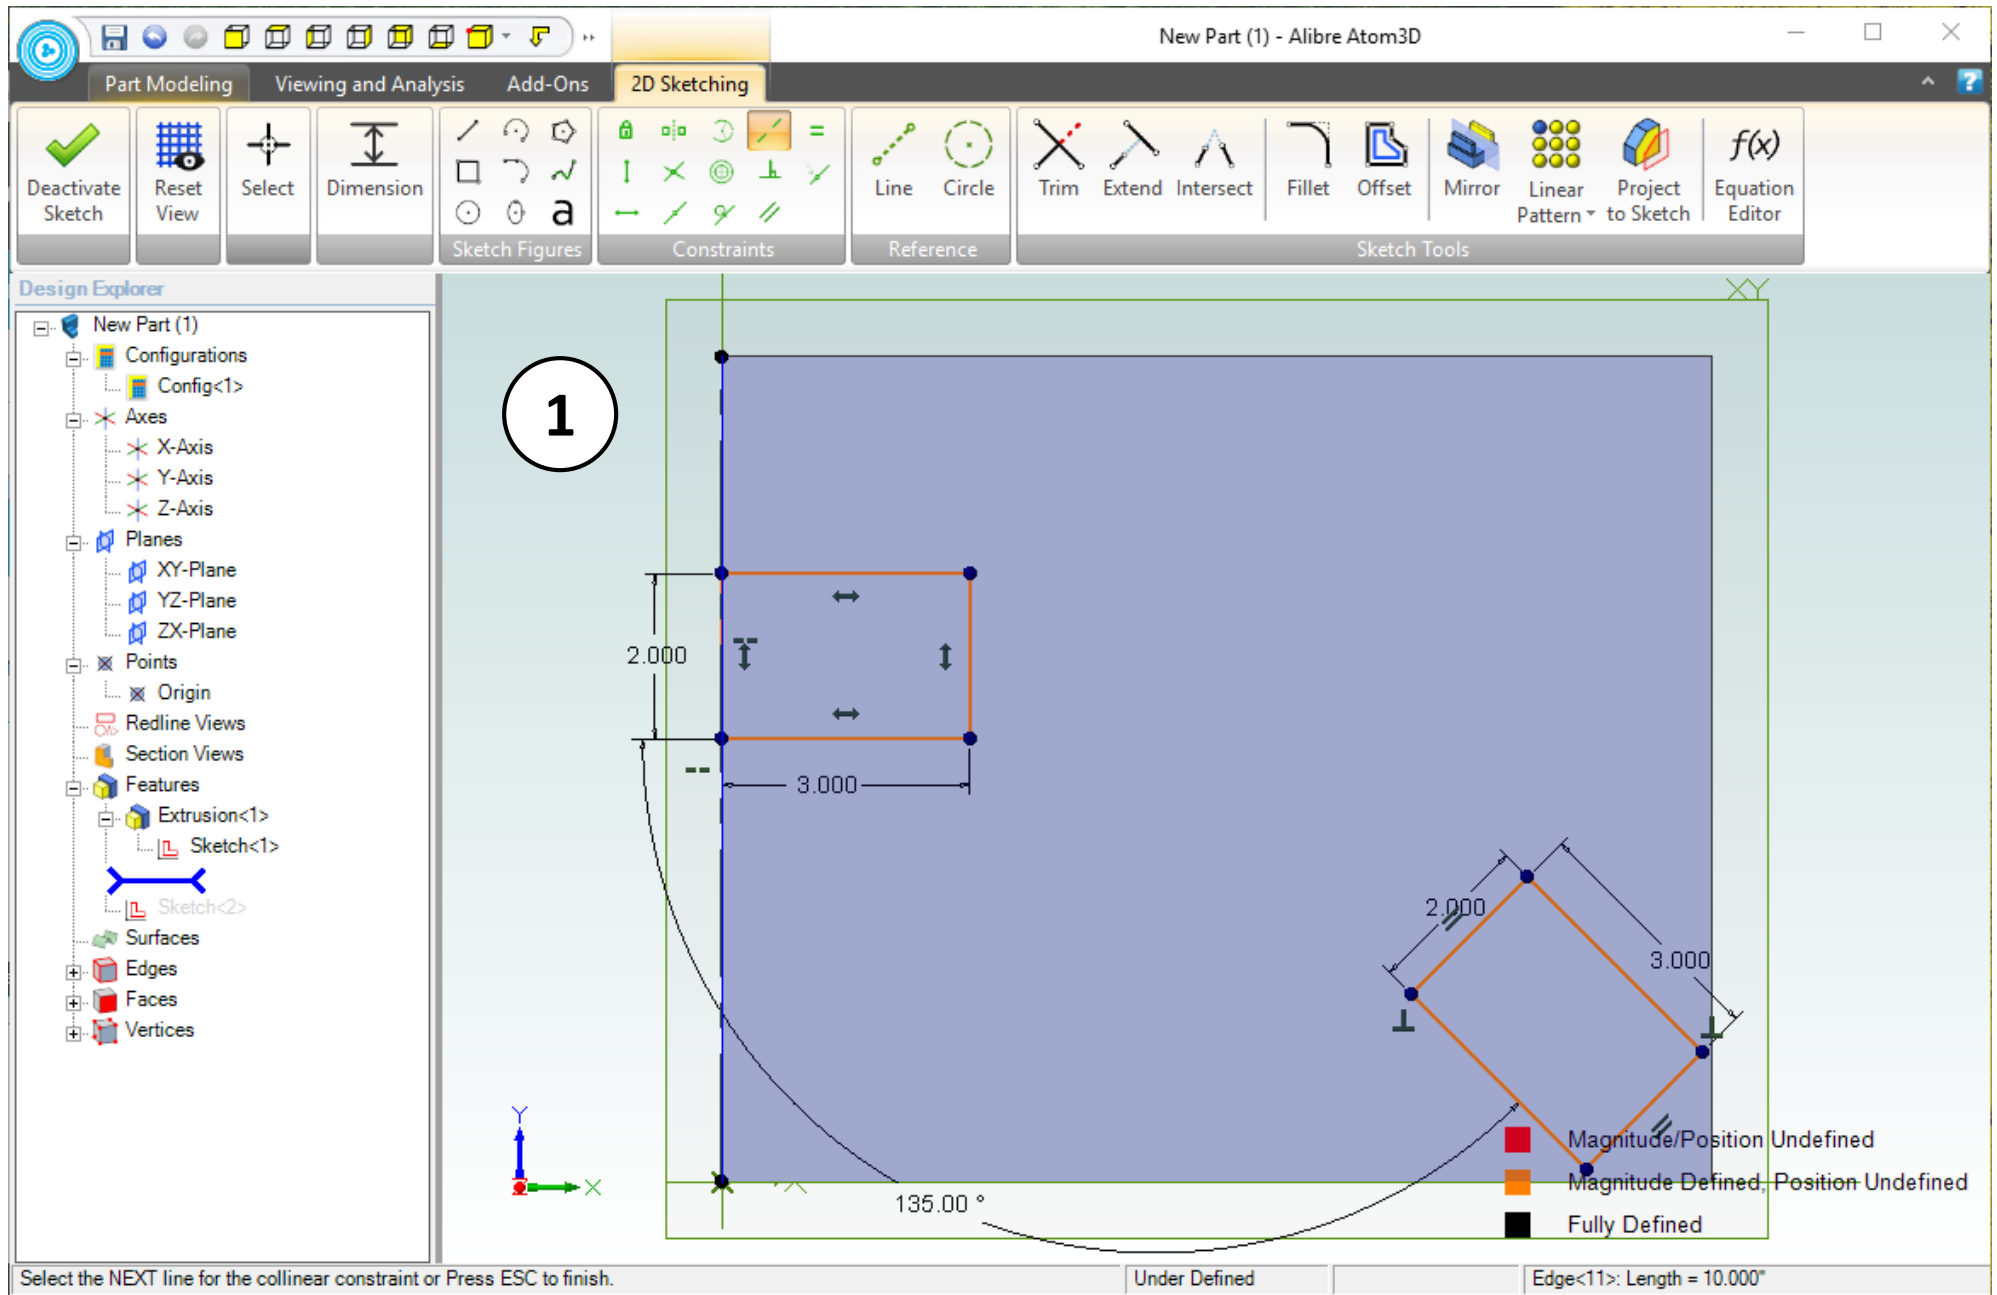 New Part (1) - Alibre Atom3D
Part Modeling Viewing and Analysis Add-Ons 2D Sketching
Deactivate Sketch
Reset View
Select
Dimension
a
Sketch Figures
Constraints
Line Circle
Reference
Trim Extend Intersect Fillet Offset Mirror
Linear Pattern
Project to Sketch
f(x)
Equation Editor
Sketch Tools
Design Explorer
New Part (1)
Configurations
Config<1>
Axes
X-Axis
Y-Axis
Z-Axis
Planes
XY-Plane
YZ-Plane
ZX-Plane
Points
Origin
Redline Views
Section Views
Features
Extrusion<1>
Sketch<1>
Sketch<2>
Surfaces
Edges
Faces
Vertices
XY
1
2.000
3.000
2.000
3.000
135.00 °
Y
X
X
Magnitude/Position Undefined
Magnitude Defined, Position Undefined
Fully Defined
Select the NEXT line for the collinear constraint or Press ESC to finish.
Under Defined
Edge<11>: Length = 10.000"